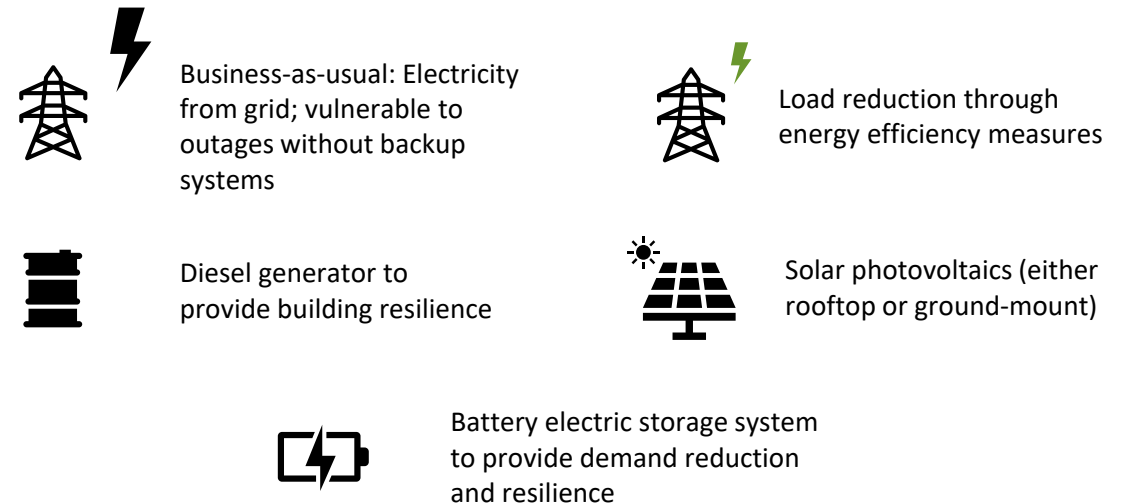 Business-as-usual: Electricity
from grid; vulnerable to
outages without backup
systems
Load reduction through
energy efficiency measures
Diesel generator to
provide building resilience
Solar photovoltaics (either
rooftop or ground-mount)
Battery electric storage system
to provide demand reduction
and resilience